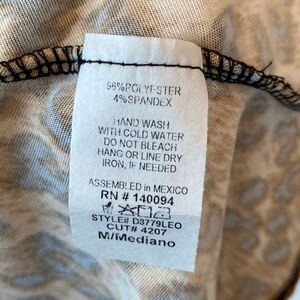 96%POLYESTER
4%SPANDEX
HAND WASH
WITH COLD WATER
DO NOT BLEACH
HANG OR LINE DRY
IRON, IF NEEDED
ASSEMBLED IN MEXICO
RN # 140094
STYLE# D3779LEO
CUT# 4207
M/Mediano